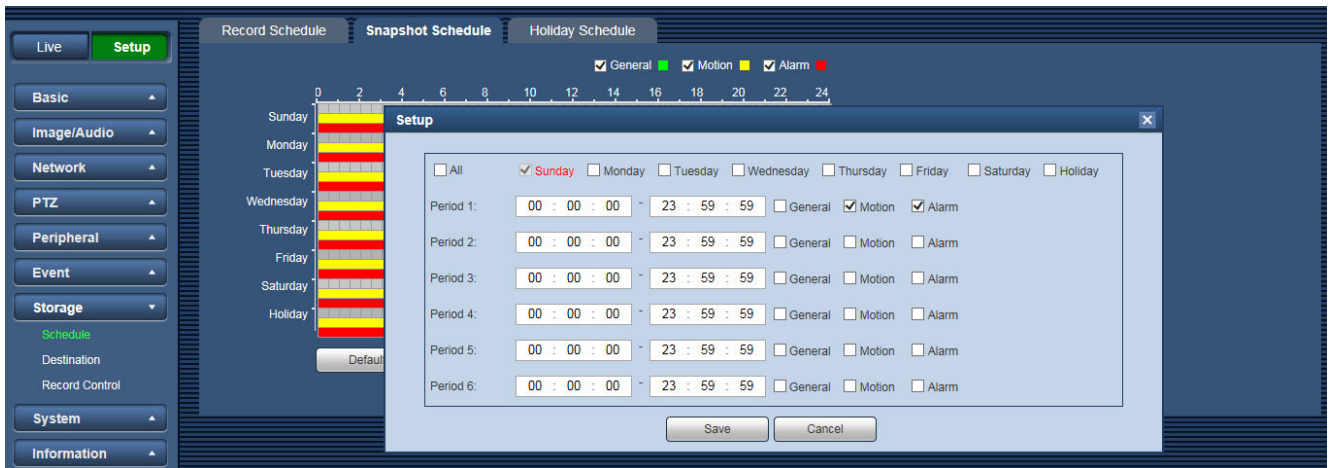 Live Setup
Basic
Image/Audio
Network
PTZ
Peripheral
Event
Storage
Schedule
Destination
Record Control
System
Information
Record Schedule Snapshot Schedule Holiday Schedule
General Motion Alarm
0 2 4 6 8 10 12 14 16 18 20 22 24
Sunday
Monday
Tuesday
Wednesday
Thursday
Friday
Saturday
Holiday
Setup
All Sunday Monday Tuesday Wednesday Thursday Friday Saturday Holiday
Period 1: 00 : 00 : 00 - 23 : 59 : 59 General Motion Alarm
Period 2: 00 : 00 : 00 - 23 : 59 : 59 General Motion Alarm
Period 3: 00 : 00 : 00 - 23 : 59 : 59 General Motion Alarm
Period 4: 00 : 00 : 00 - 23 : 59 : 59 General Motion Alarm
Period 5: 00 : 00 : 00 - 23 : 59 : 59 General Motion Alarm
Period 6: 00 : 00 : 00 - 23 : 59 : 59 General Motion Alarm
Save Cancel